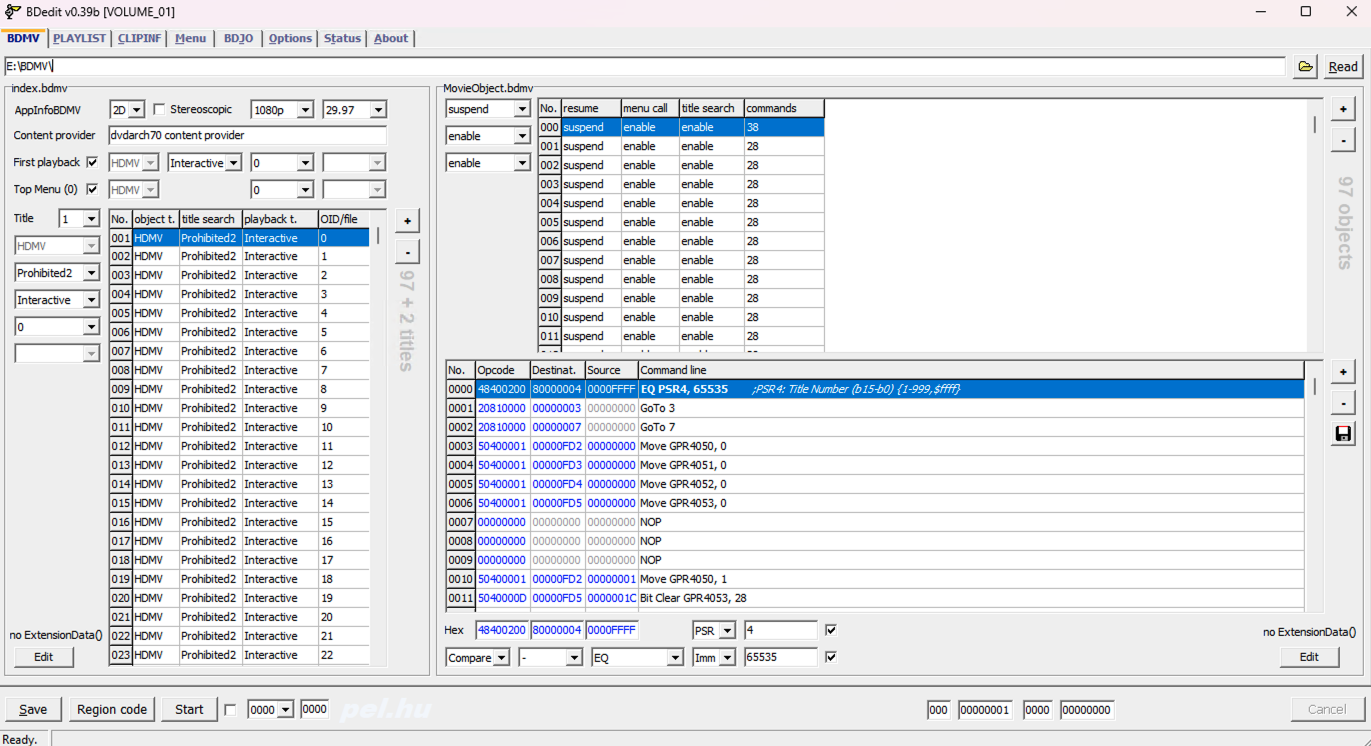 BDedit v0.39b [VOLUME_01]
BDMV PLAYLIST CLIPINF Menu BDJO Options Status About
E:\BDMV\
Read
index.bdmv
AppInfoBDMV 2D Stereoscopic 1080p 29.97
Content provider dvdarch70 content provider
First playback HDMV Interactive 0
Top Menu (0) HDMV 0
Title 1
HDMV
Prohibited2
Interactive
0
No. object t. title search playback t. OID/file
001 HDMV Prohibited2 Interactive 0
002 HDMV Prohibited2 Interactive 1
003 HDMV Prohibited2 Interactive 2
004 HDMV Prohibited2 Interactive 3
005 HDMV Prohibited2 Interactive 4
006 HDMV Prohibited2 Interactive 5
007 HDMV Prohibited2 Interactive 6
008 HDMV Prohibited2 Interactive 7
009 HDMV Prohibited2 Interactive 8
010 HDMV Prohibited2 Interactive 9
011 HDMV Prohibited2 Interactive 10
012 HDMV Prohibited2 Interactive 11
013 HDMV Prohibited2 Interactive 12
014 HDMV Prohibited2 Interactive 13
015 HDMV Prohibited2 Interactive 14
016 HDMV Prohibited2 Interactive 15
017 HDMV Prohibited2 Interactive 16
018 HDMV Prohibited2 Interactive 17
019 HDMV Prohibited2 Interactive 18
020 HDMV Prohibited2 Interactive 19
021 HDMV Prohibited2 Interactive 20
022 HDMV Prohibited2 Interactive 21
023 HDMV Prohibited2 Interactive 22
+
-
97 + 2 titles
no ExtensionData()
Edit
MovieObject.bdmv
suspend
enable
enable
No. resume menu call title search commands
000 suspend enable enable 38
001 suspend enable enable 28
002 suspend enable enable 28
003 suspend enable enable 28
004 suspend enable enable 28
005 suspend enable enable 28
006 suspend enable enable 28
007 suspend enable enable 28
008 suspend enable enable 28
009 suspend enable enable 28
010 suspend enable enable 28
011 suspend enable enable 28
+
-
97 objects
No. Opcode Destinat. Source Command line
0000 48400200 80000004 0000FFFF EQ PSR4, 65535 ;PSR4: Title Number (b15-b0) {1-999,$ffff}
0001 20810000 00000003 00000000 GoTo 3
0002 20810000 00000007 00000000 GoTo 7
0003 50400001 00000FD2 00000000 Move GPR4050, 0
0004 50400001 00000FD3 00000000 Move GPR4051, 0
0005 50400001 00000FD4 00000000 Move GPR4052, 0
0006 50400001 00000FD5 00000000 Move GPR4053, 0
0007 00000000 00000000 00000000 NOP
0008 00000000 00000000 00000000 NOP
0009 00000000 00000000 00000000 NOP
0010 50400001 00000FD2 00000001 Move GPR4050, 1
0011 5040000D 00000FD5 0000001C Bit Clear GPR4053, 28
+
-
Hex 48400200 80000004 0000FFFF PSR 4
Compare - EQ Imm 65535
no ExtensionData()
Edit
Save Region code Start 0000 0000 pel.hu 000 00000001 0000 00000000 Cancel
Ready.